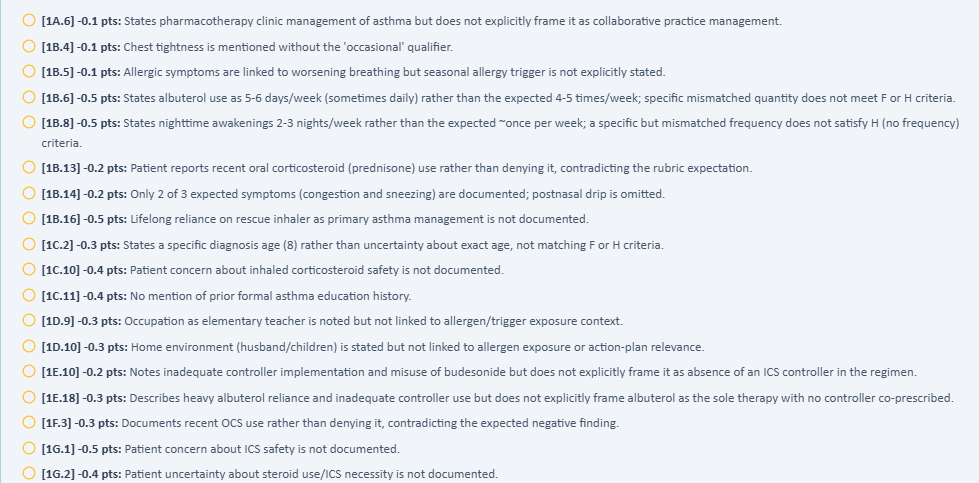 [1A.6] -0.1 pts: States pharmacotherapy clinic management of asthma but does not explicitly frame it as collaborative practice management.
[1B.4] -0.1 pts: Chest tightness is mentioned without the 'occasional' qualifier.
[1B.5] -0.1 pts: Allergic symptoms are linked to worsening breathing but seasonal allergy trigger is not explicitly stated.
[1B.6] -0.5 pts: States albuterol use as 5-6 days/week (sometimes daily) rather than the expected 4-5 times/week; specific mismatched quantity does not meet F or H criteria.
[1B.8] -0.5 pts: States nighttime awakenings 2-3 nights/week rather than the expected ~once per week; a specific but mismatched frequency does not satisfy H (no frequency)
criteria.
[1B.13] -0.2 pts: Patient reports recent oral corticosteroid (prednisone) use rather than denying it, contradicting the rubric expectation.
[1B.14] -0.2 pts: Only 2 of 3 expected symptoms (congestion and sneezing) are documented; postnasal drip is omitted.
[1B.16] -0.5 pts: Lifelong reliance on rescue inhaler as primary asthma management is not documented.
[1C.2] -0.3 pts: States a specific diagnosis age (8) rather than uncertainty about exact age, not matching F or H criteria.
[1C.10] -0.4 pts: Patient concern about inhaled corticosteroid safety is not documented.
[1C.11] -0.4 pts: No mention of prior formal asthma education history.
[1D.9] -0.3 pts: Occupation as elementary teacher is noted but not linked to allergen/trigger exposure context.
[1D.10] -0.3 pts: Home environment (husband/children) is stated but not linked to allergen exposure or action-plan relevance.
[1E.10] -0.2 pts: Notes inadequate controller implementation and misuse of budesonide but does not explicitly frame it as absence of an ICS controller in the regimen.
[1E.18] -0.3 pts: Describes heavy albuterol reliance and inadequate controller use but does not explicitly frame albuterol as the sole therapy with no controller co-prescribed.
[1F.3] -0.3 pts: Documents recent OCS use rather than denying it, contradicting the expected negative finding.
[1G.1] -0.5 pts: Patient concern about ICS safety is not documented.
[1G.2] -0.4 pts: Patient uncertainty about steroid use/ICS necessity is not documented.